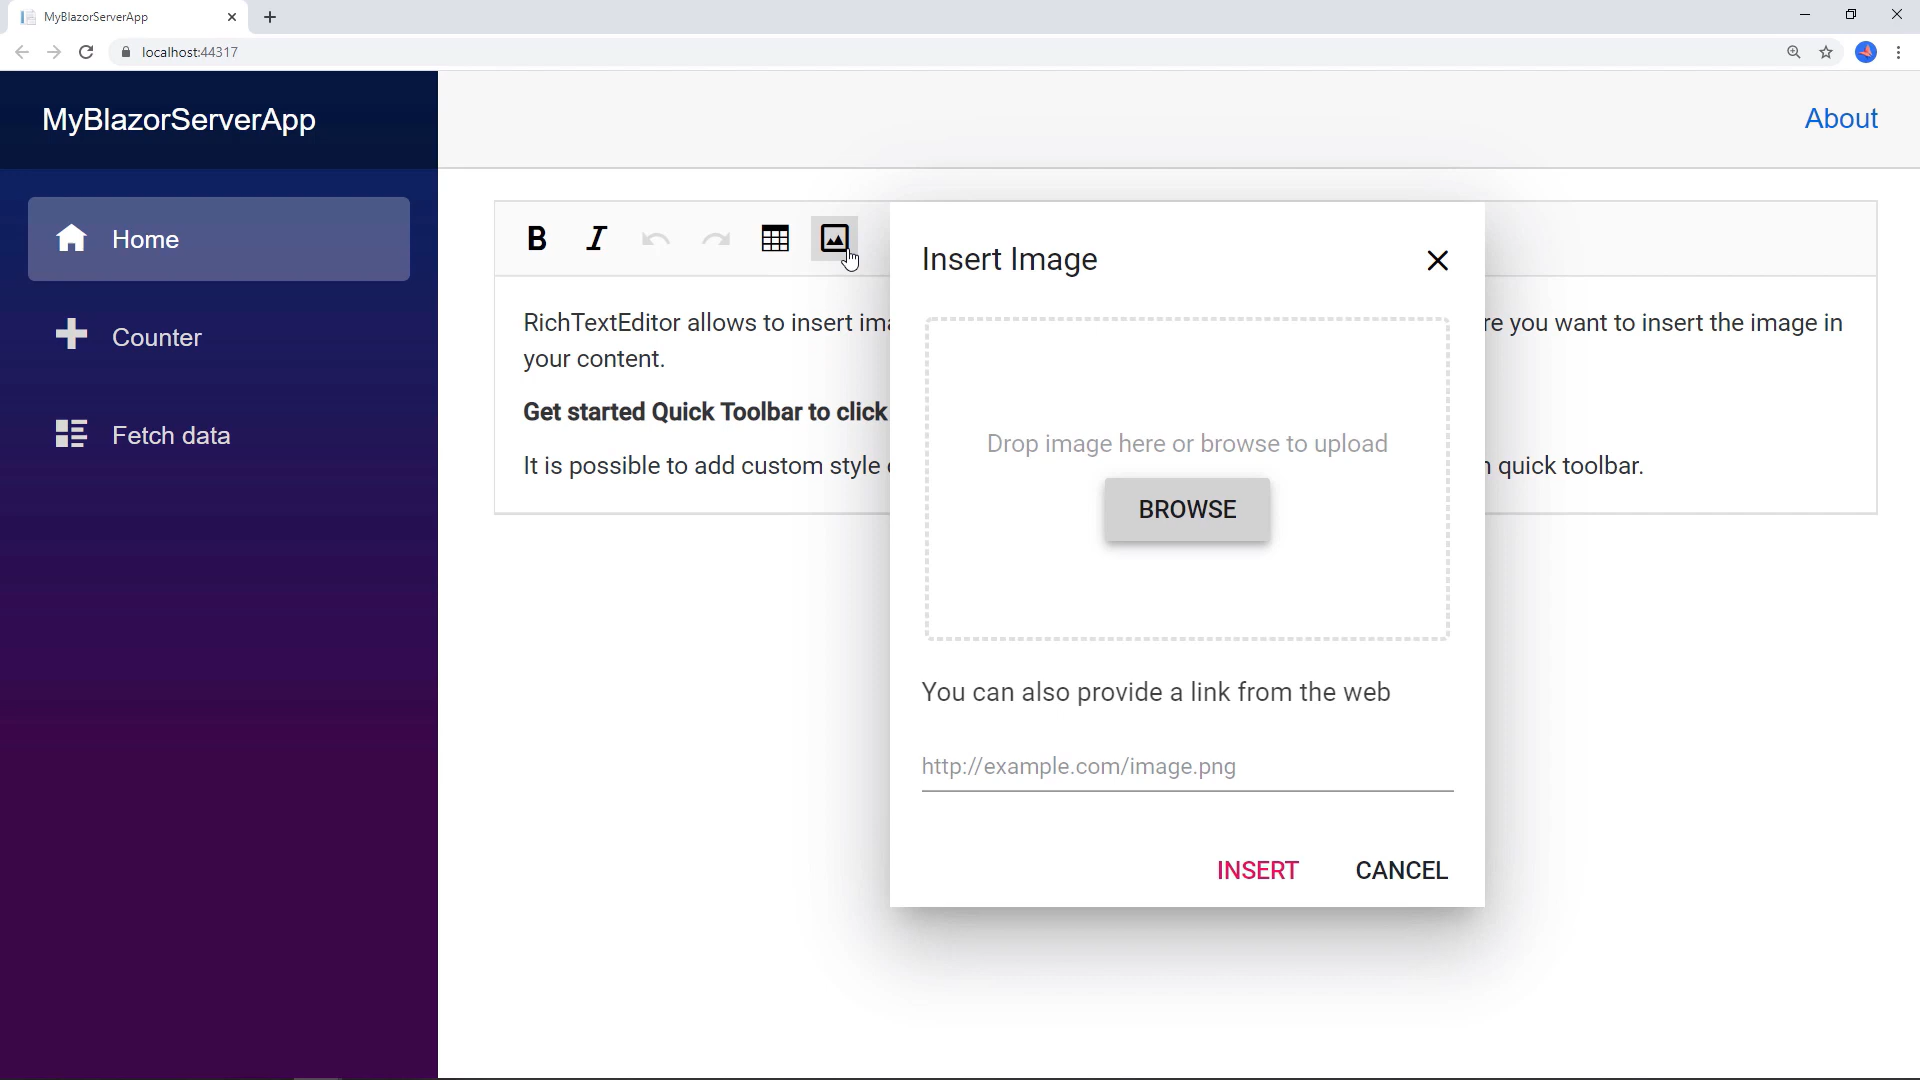 MyBlazorServerApp
localhost:44317
MyBlazorServerApp
About
Home
Counter
Fetch data
B I
RichTextEditor allows to insert you want to insert the image in
your content.
Get started Quick Toolbar to click
It is possible to add custom style quick toolbar.
Insert Image
Drop image here or browse to upload
BROWSE
You can also provide a link from the web
http://example.com/image.png
INSERT CANCEL